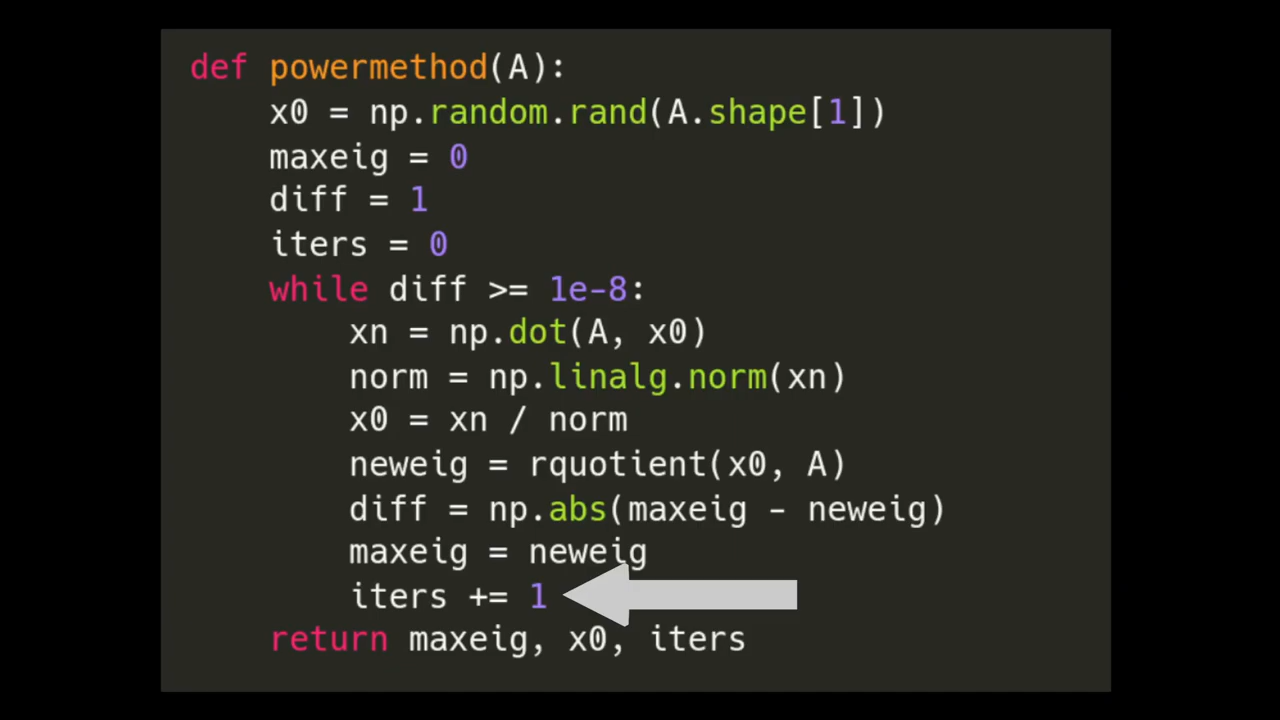 def powermethod(A):
    x0 = np.random.rand(A.shape[1])
    maxeig = 0
    diff = 1
    iters = 0
    while diff >= 1e-8:
        xn = np.dot(A, x0)
        norm = np.linalg.norm(xn)
        x0 = xn / norm
        neweig = rquotient(x0, A)
        diff = np.abs(maxeig - neweig)
        maxeig = neweig
        iters += 1
    return maxeig, x0, iters